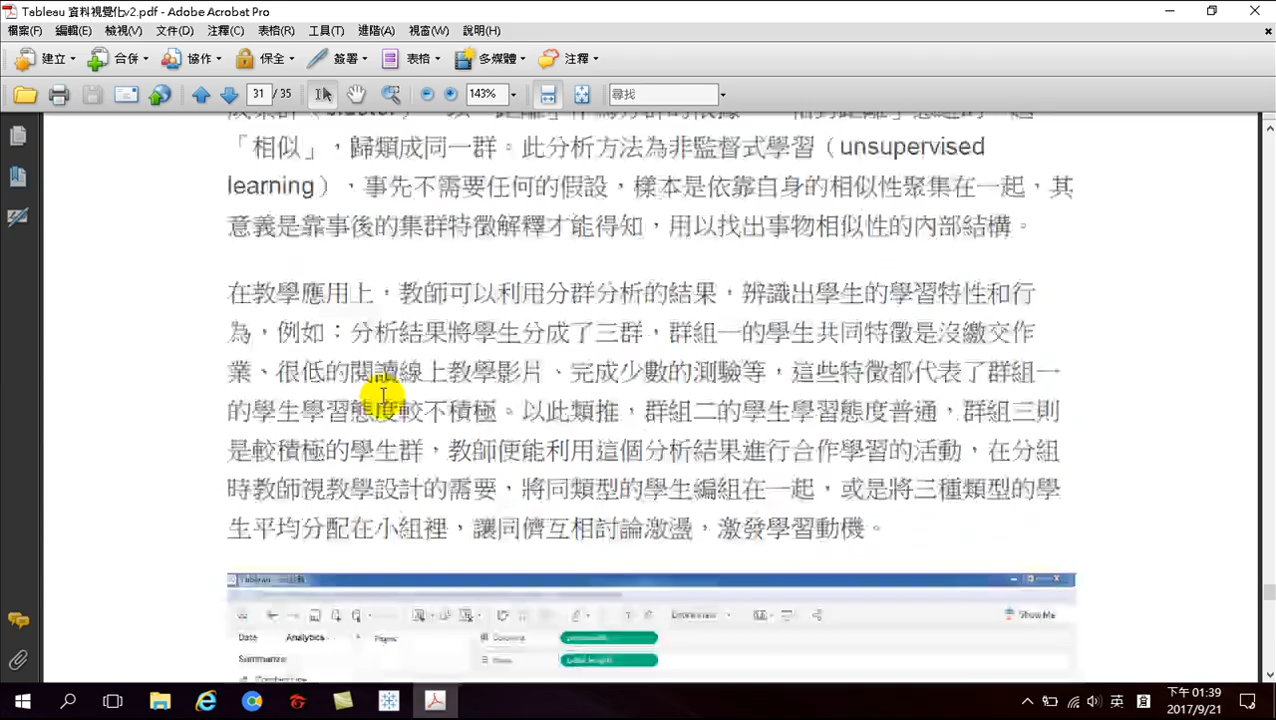 Tableau 資料視覺化v2.pdf - Adobe Acrobat Pro
檔案(F) 編輯(E) 檢視(V) 文件(D) 注釋(C) 表格(R) 工具(T) 進階(A) 視窗(W) 說明(H)
建立 合併 協作 保全 簽署 表格 多媒體 注釋
31 / 35 143% 尋找
「相似」，歸類成同一群。此分析方法為非監督式學習（unsupervised
learning），事先不需要任何的假設，樣本是依靠自身的相似性聚集在一起，其
意義是靠事後的集群特徵解釋才能得知，用以找出事物相似性的內部結構。
在教學應用上，教師可以利用分群分析的結果，辨識出學生的學習特性和行
為，例如：分析結果將學生分成了三群，群組一的學生共同特徵是沒繳交作
業、很低的閱讀線上教學影片、完成少數的測驗等，這些特徵都代表了群組一
的學生學習態度較不積極。以此類推，群組二的學生學習態度普通，群組三則
是較積極的學生群，教師便能利用這個分析結果進行合作學習的活動，在分組
時教師視教學設計的需要，將同類型的學生編組在一起，或是將三種類型的學
生平均分配在小組裡，讓同儕互相討論激盪，激發學習動機。
Tableau
Show Me
Data Analytics Pages Columns
Summarize Rows
英 下午 01:39
2017/9/21